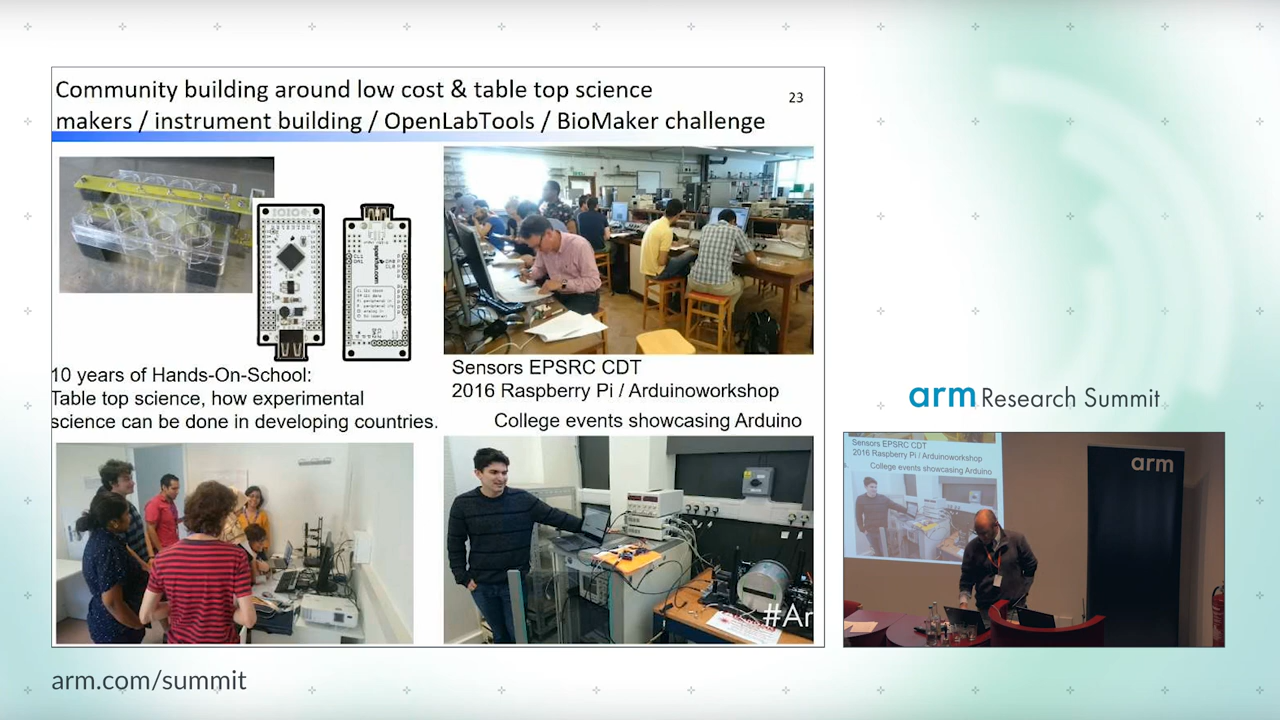 Community building around low cost & table top science
23
makers / instrument building / OpenLabTools / BioMaker challenge
10 years of Hands-On-School:
Table top science, how experimental
science can be done in developing countries.
Sensors EPSRC CDT
2016 Raspberry Pi / Arduinoworkshop
College events showcasing Arduino
#Ar
arm Research Summit
Sensors EPSRC CDT
2016 Raspberry Pi / Arduinoworkshop
College events showcasing Arduino
arm
arm.com/summit